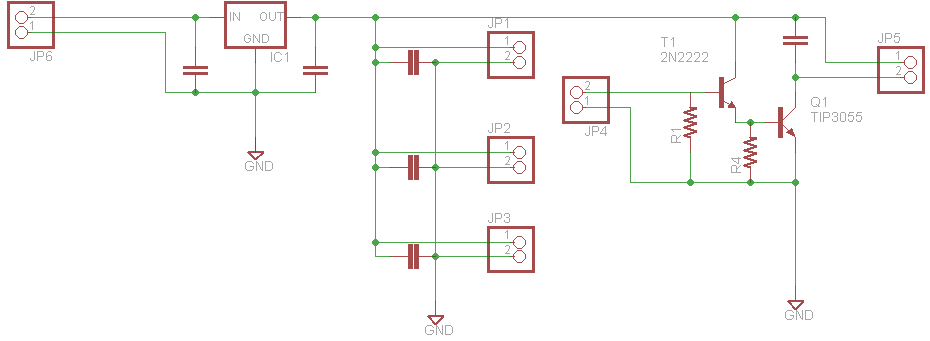 2
1
JP6
IN OUT
GND
IC1
GND
JP1
1
2
JP2
1
2
JP3
1
2
GND
2
1
JP4
T1
2N2222
R1
R4
Q1
TIP3055
JP5
1
2
GND